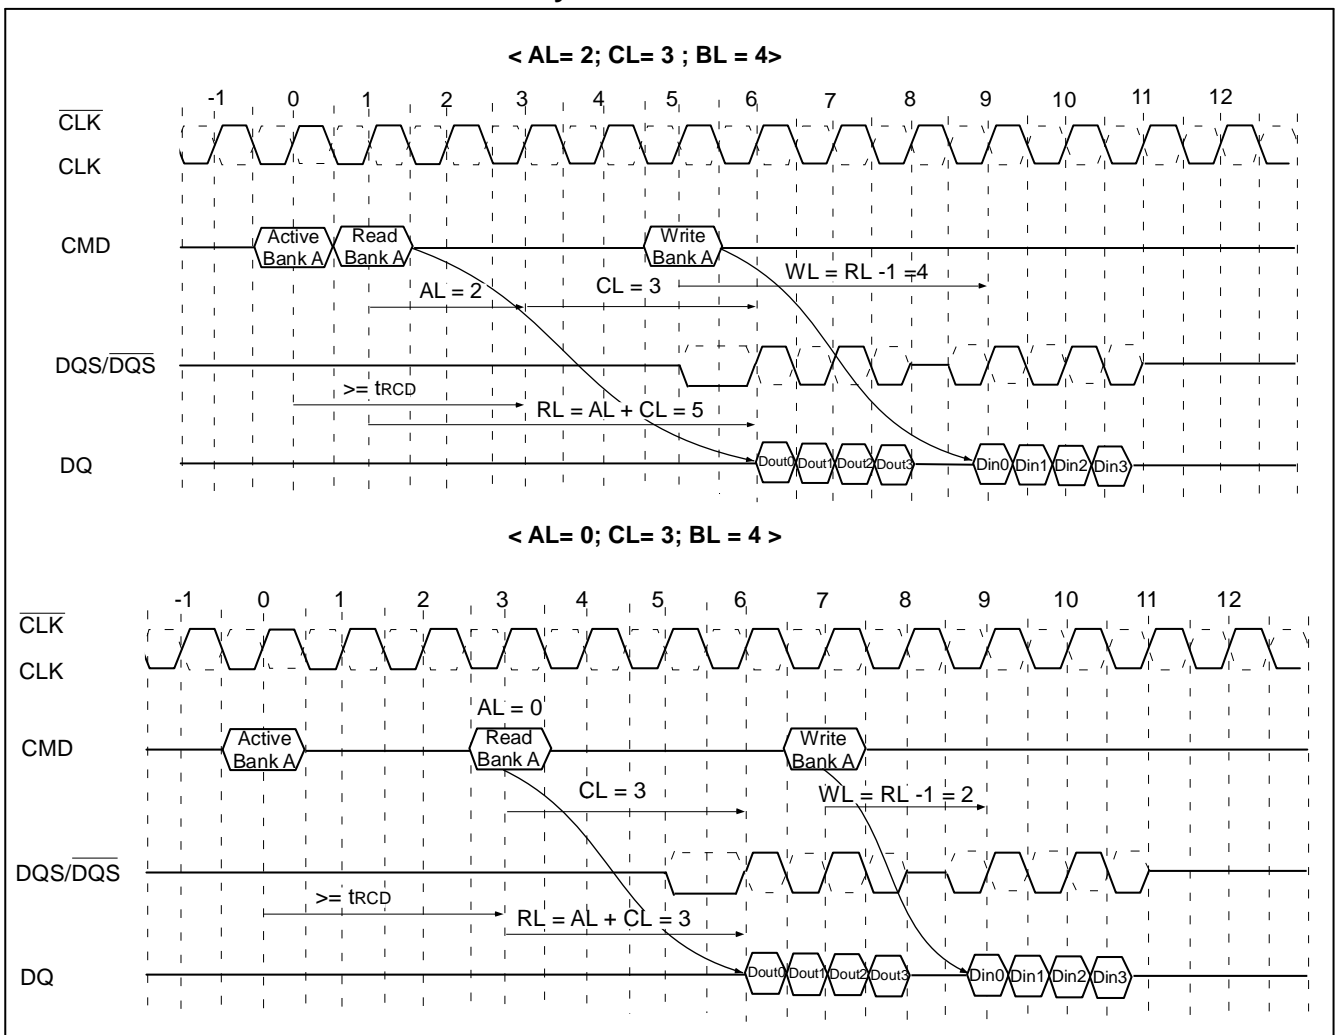 < AL= 2; CL= 3 ; BL = 4>
-1 0 1 2 3 4 5 6 7 8 9 10 11 12
CLK
CLK
CMD
Active
Bank A
Read
Bank A
Write
Bank A
WL = RL -1 =4
AL = 2
CL = 3
DQS/DQS
>= tRCD
RL = AL + CL = 5
DQ
Dout0 Dout1 Dout2 Dout3
Din0 Din1 Din2 Din3
< AL= 0; CL= 3; BL = 4 >
-1 0 1 2 3 4 5 6 7 8 9 10 11 12
CLK
CLK
AL = 0
CMD
Active
Bank A
Read
Bank A
Write
Bank A
CL = 3
WL = RL -1 = 2
DQS/DQS
>= tRCD
RL = AL + CL = 3
DQ
Dout0 Dout1 Dout2 Dout3
Din0 Din1 Din2 Din3